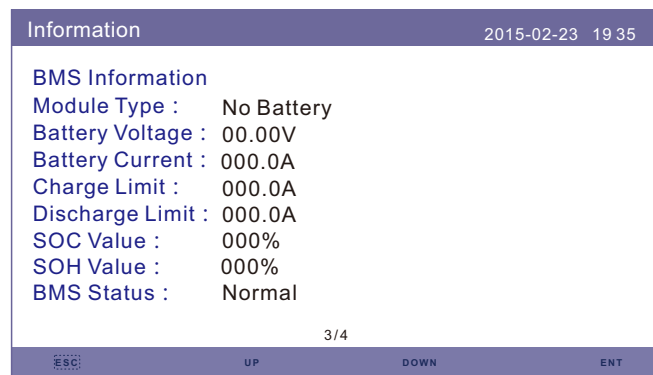 Information 2015-02-23 19 35
BMS Information
Module Type : No Battery
Battery Voltage : 00.00V
Battery Current : 000.0A
Charge Limit : 000.0A
Discharge Limit : 000.0A
SOC Value : 000%
SOH Value : 000%
BMS Status : Normal
3/4
ESC UP DOWN ENT